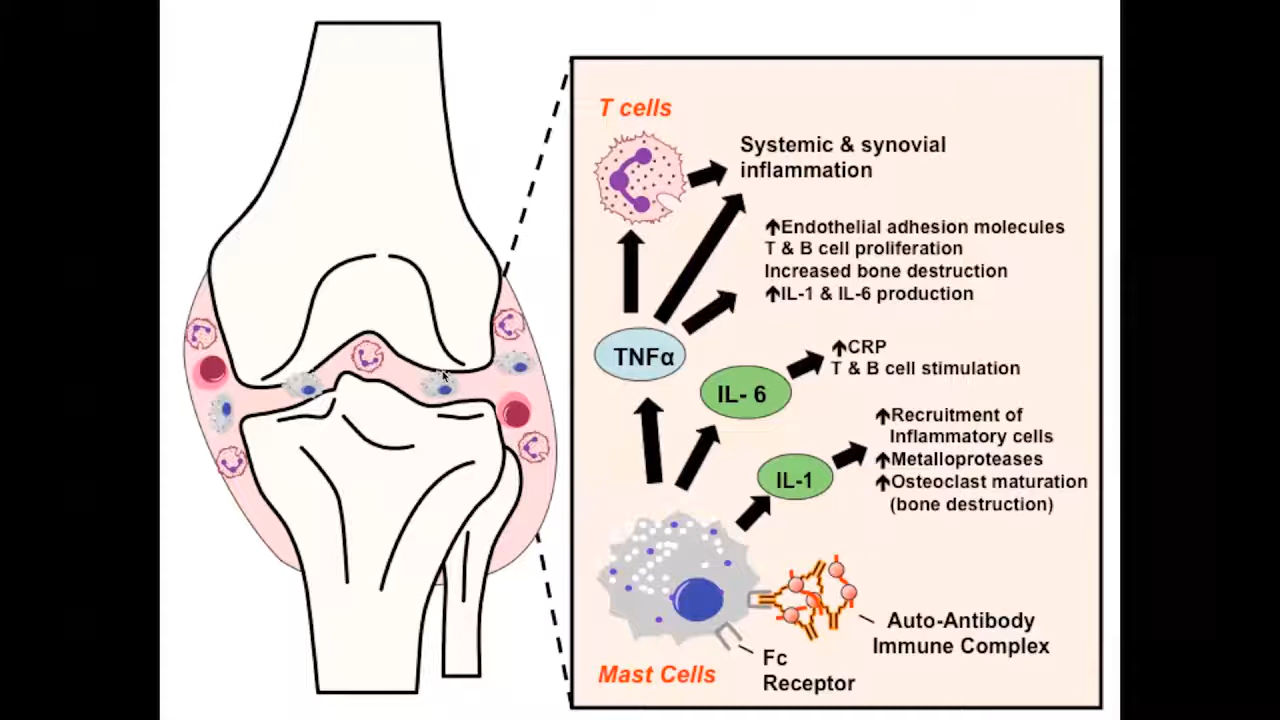 T cells
Systemic & synovial
inflammation
↑Endothelial adhesion molecules
T & B cell proliferation
Increased bone destruction
↑IL-1 & IL-6 production
TNFα
↑CRP
T & B cell stimulation
IL- 6
↑Recruitment of
Inflammatory cells
↑Metalloproteases
↑Osteoclast maturation
(bone destruction)
IL-1
Auto-Antibody
Immune Complex
Fc
Receptor
Mast Cells